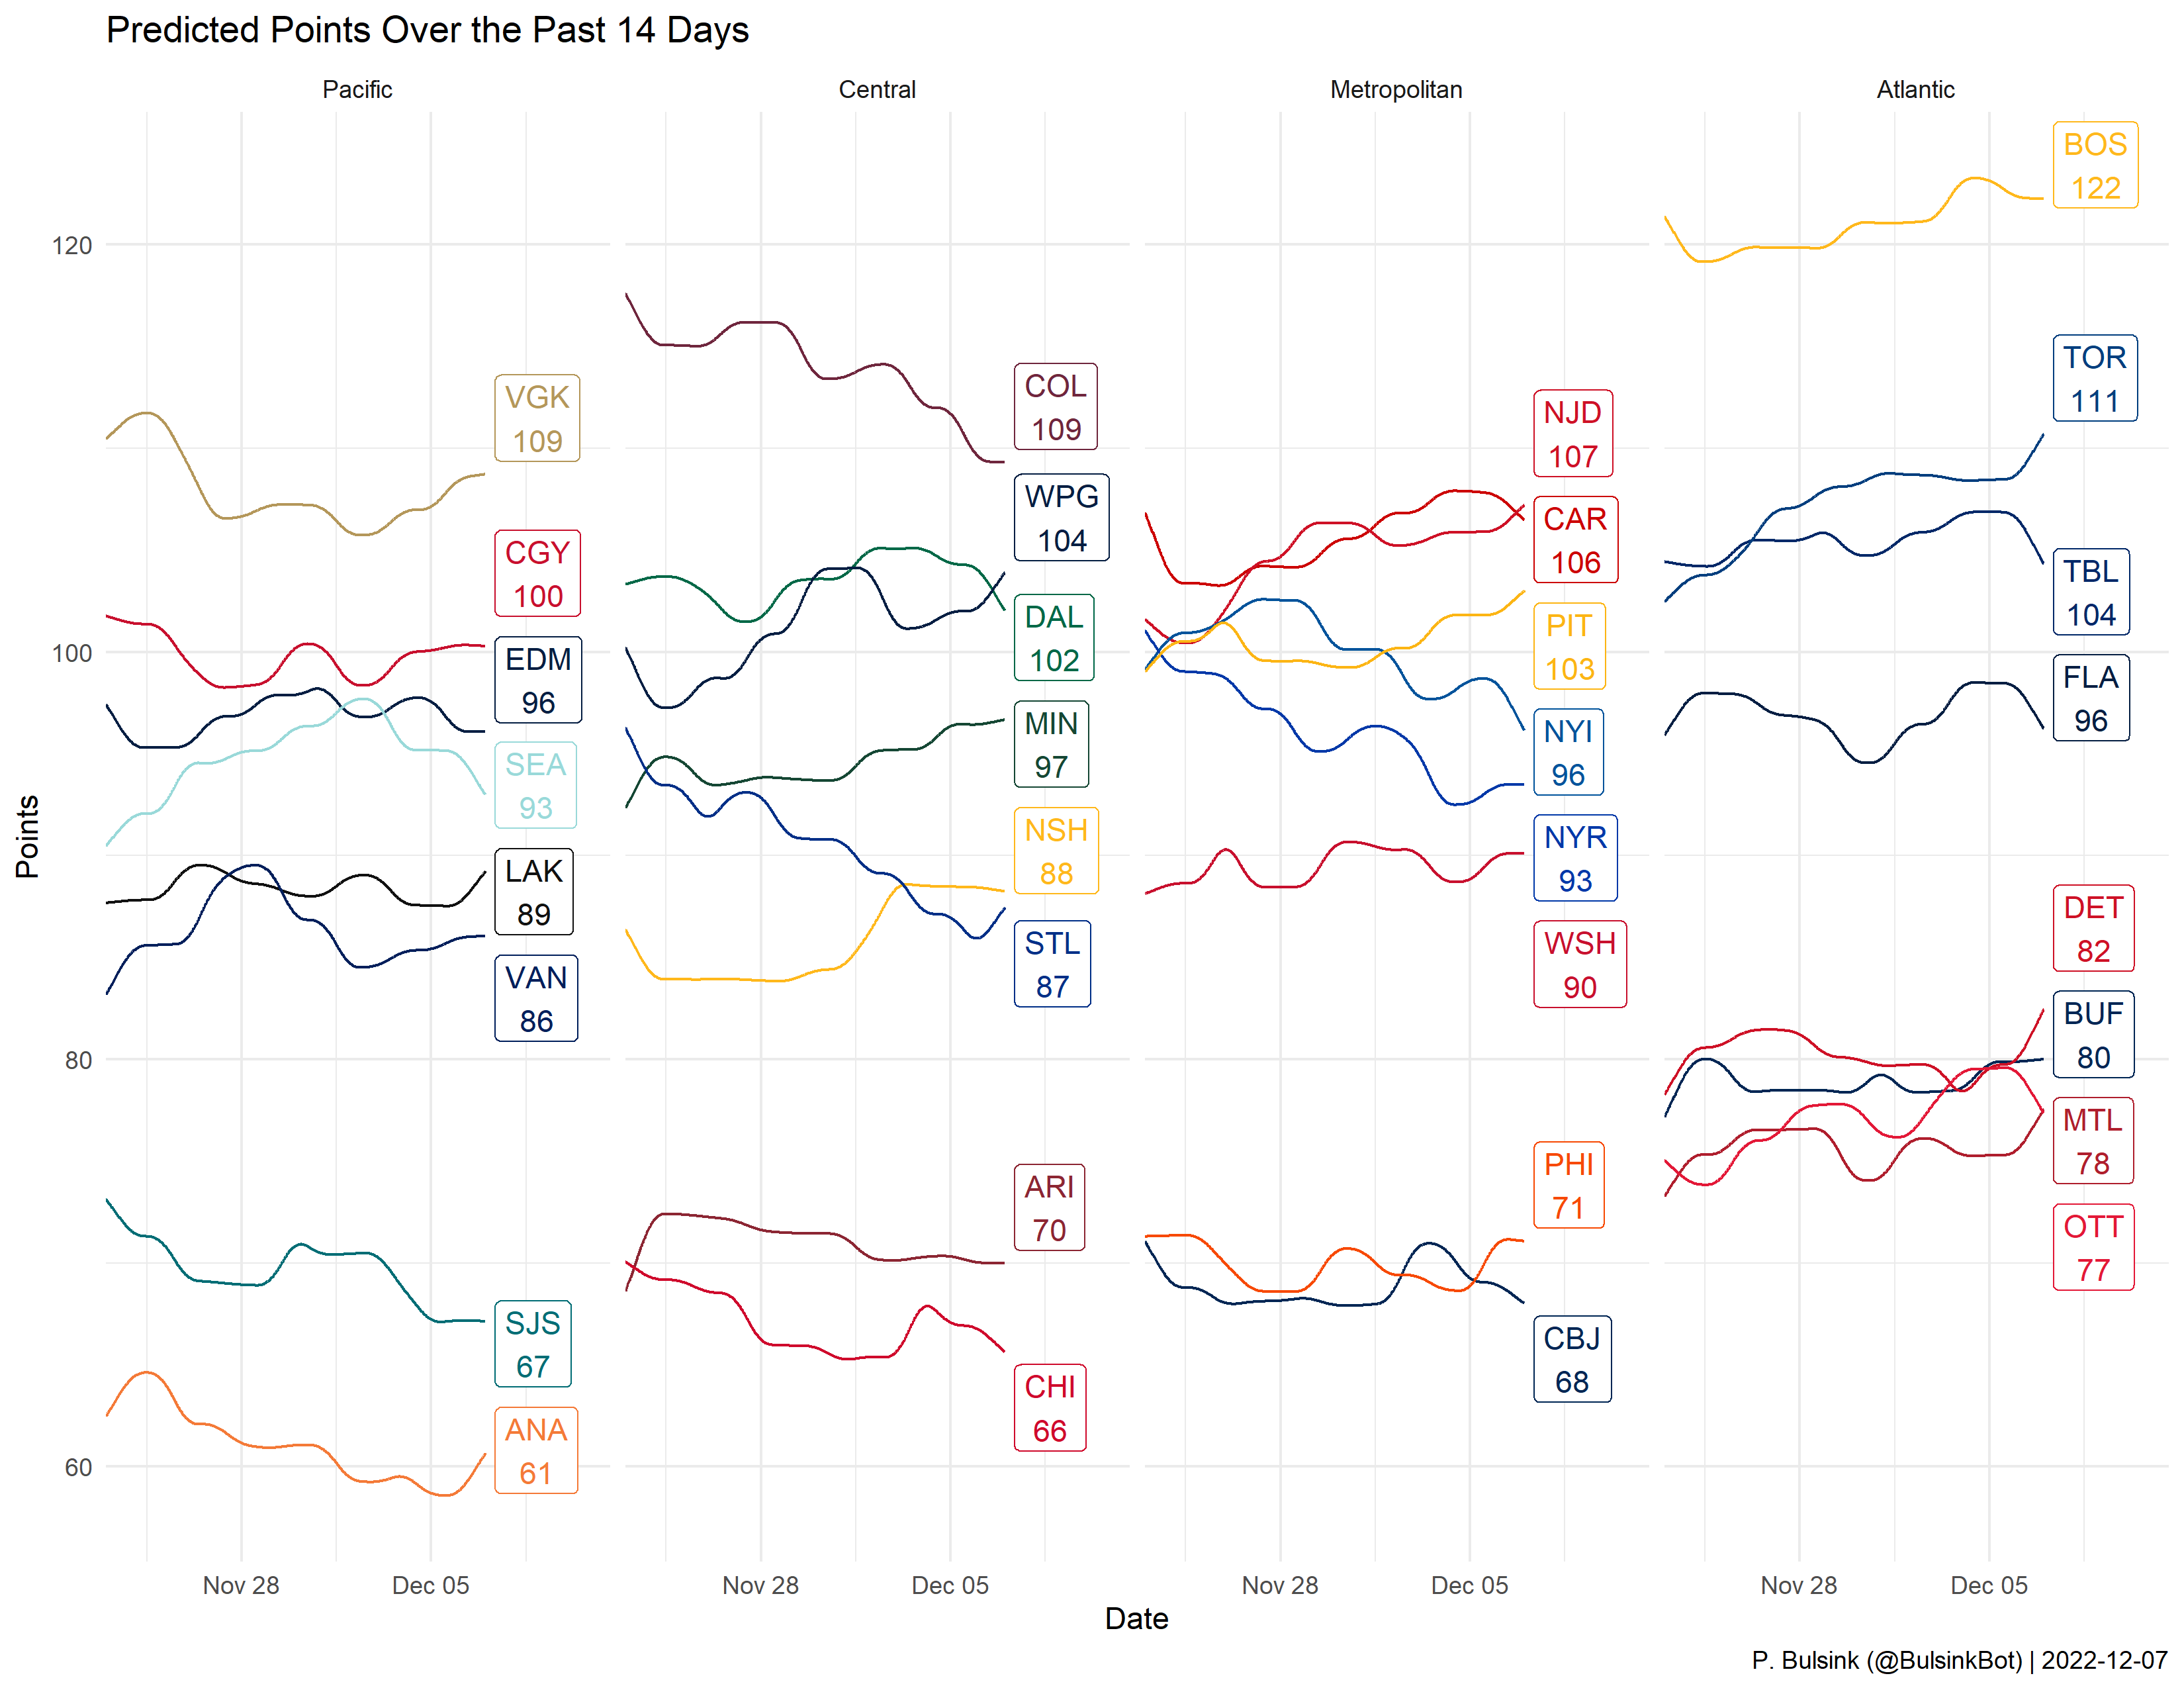 Predicted Points Over the Past 14 Days
Pacific
Central
Metropolitan
Atlantic
Points
120
100
80
60
VGK
109
CGY
100
EDM
96
SEA
93
LAK
89
VAN
86
SJS
67
ANA
61
COL
109
WPG
104
DAL
102
MIN
97
NSH
88
STL
87
ARI
70
CHI
66
NJD
107
CAR
106
PIT
103
NYI
96
NYR
93
WSH
90
PHI
71
CBJ
68
BOS
122
TOR
111
TBL
104
FLA
96
DET
82
BUF
80
MTL
78
OTT
77
Nov 28
Dec 05
Nov 28
Dec 05
Nov 28
Dec 05
Nov 28
Dec 05
Date
P. Bulsink (@BulsinkBot) | 2022-12-07